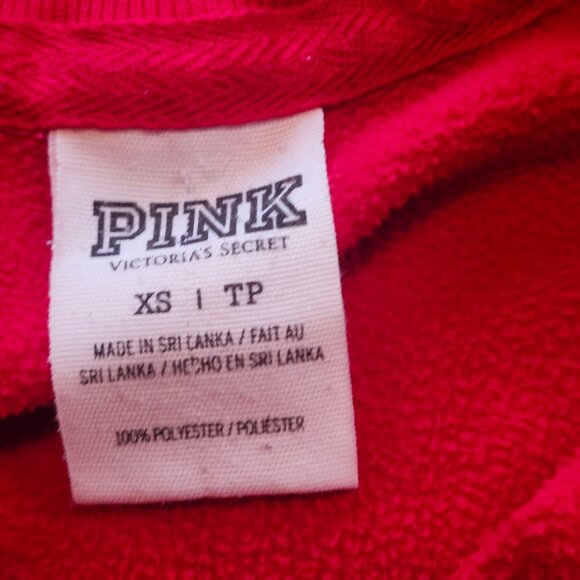 PINK
VICTORIA'S SECRET
XS | TP
MADE IN SRI LANKA / FAIT AU
SRI LANKA / HECHO EN SRI LANKA
100% POLYESTER / POLIÉSTER